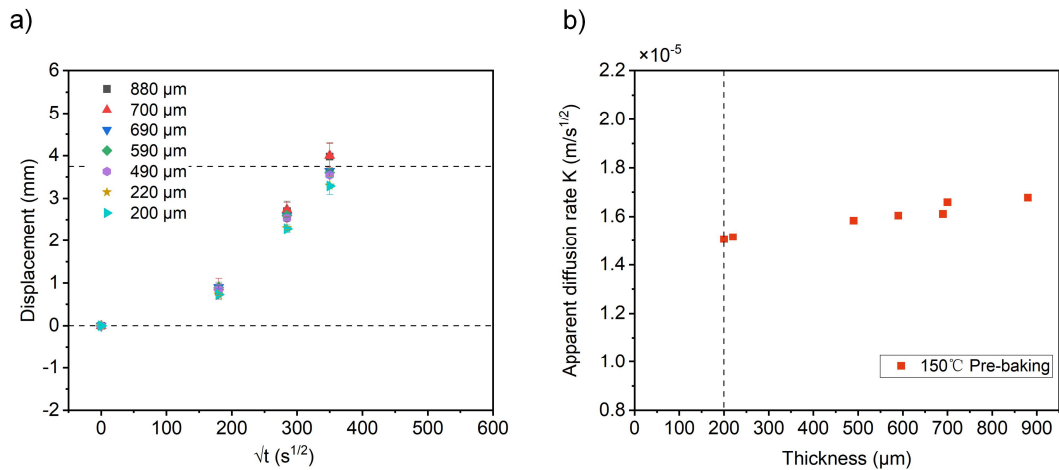 a)
6
5
4
3
2
1
0
-1
-2
Displacement (mm)
880 µm
700 µm
690 µm
590 µm
490 µm
220 µm
200 µm
0 100 200 300 400 500 600
√t (s1/2)
b)
×10-5
2.2
2.0
1.8
1.6
1.4
1.2
1.0
0.8
Apparent diffusion rate K (m/s1/2)
150℃ Pre-baking
0 100 200 300 400 500 600 700 800 900
Thickness (µm)